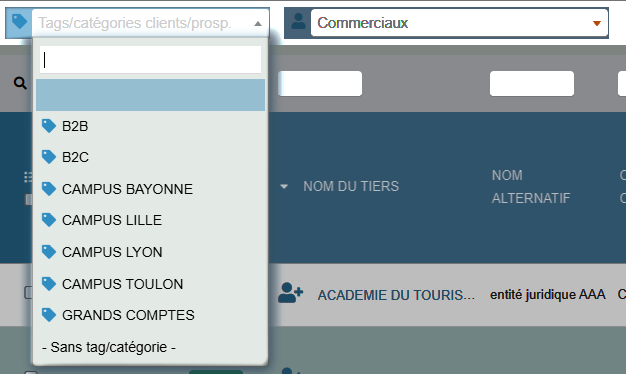 Tags/catégories clients/prosp.
Commerciaux
B2B
B2C
CAMPUS BAYONNE
CAMPUS LILLE
CAMPUS LYON
CAMPUS TOULON
GRANDS COMPTES
- Sans tag/catégorie -
NOM DU TIERS
NOM
ALTERNATIF
ACADEMIE DU TOURIS...
entité juridique AAA